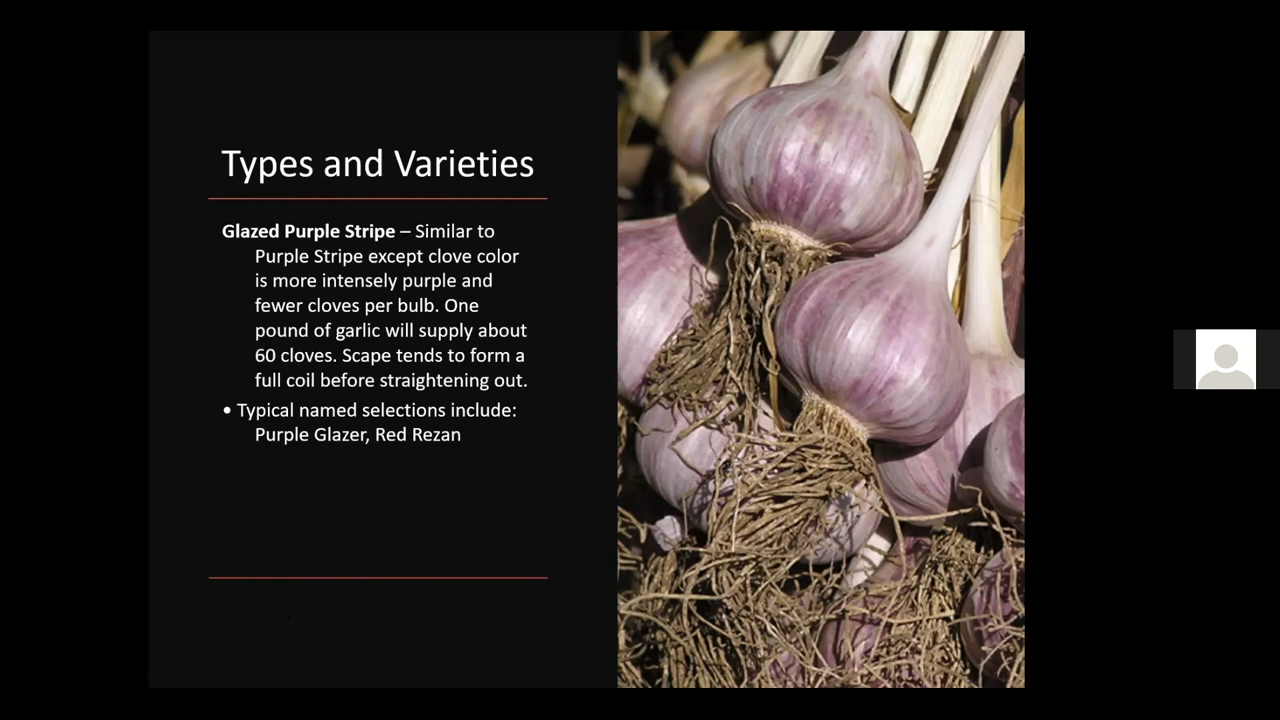 Types and Varieties
Glazed Purple Stripe – Similar to
Purple Stripe except clove color
is more intensely purple and
fewer cloves per bulb. One
pound of garlic will supply about
60 cloves. Scape tends to form a
full coil before straightening out.
• Typical named selections include:
Purple Glazer, Red Rezan